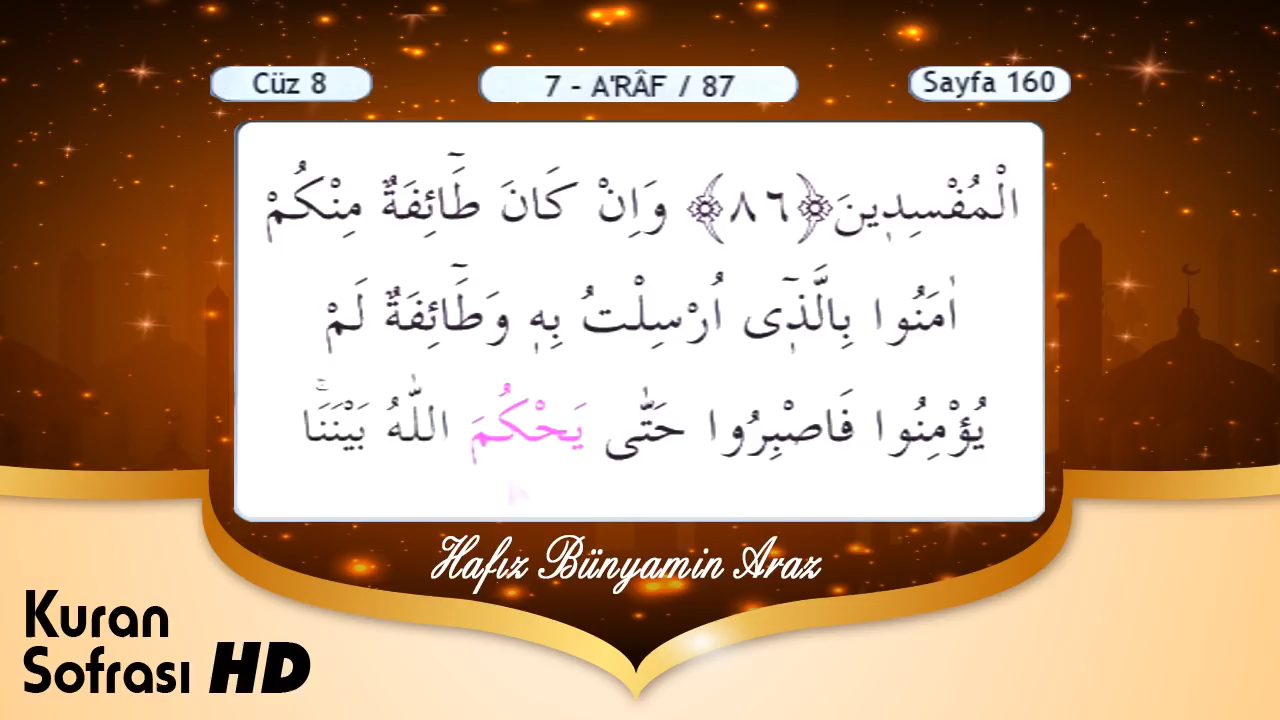 Cüz 8
7 - A'RÂF / 87
Sayfa 160
الْمُفْسِدٖينَ ﴿٨٦﴾ وَاِنْ كَانَ طَٓائِفَةٌ مِنْكُمْ
اٰمَنُوا بِالَّذٖٓى اُرْسِلْتُ بِهٖ وَطَٓائِفَةٌ لَمْ
يُؤْمِنُوا فَاصْبِرُوا حَتّٰى يَحْكُمَ اللّٰهُ بَيْنَنَاۚ
Hafız Bünyamin Araz
Kuran
Sofrası HD